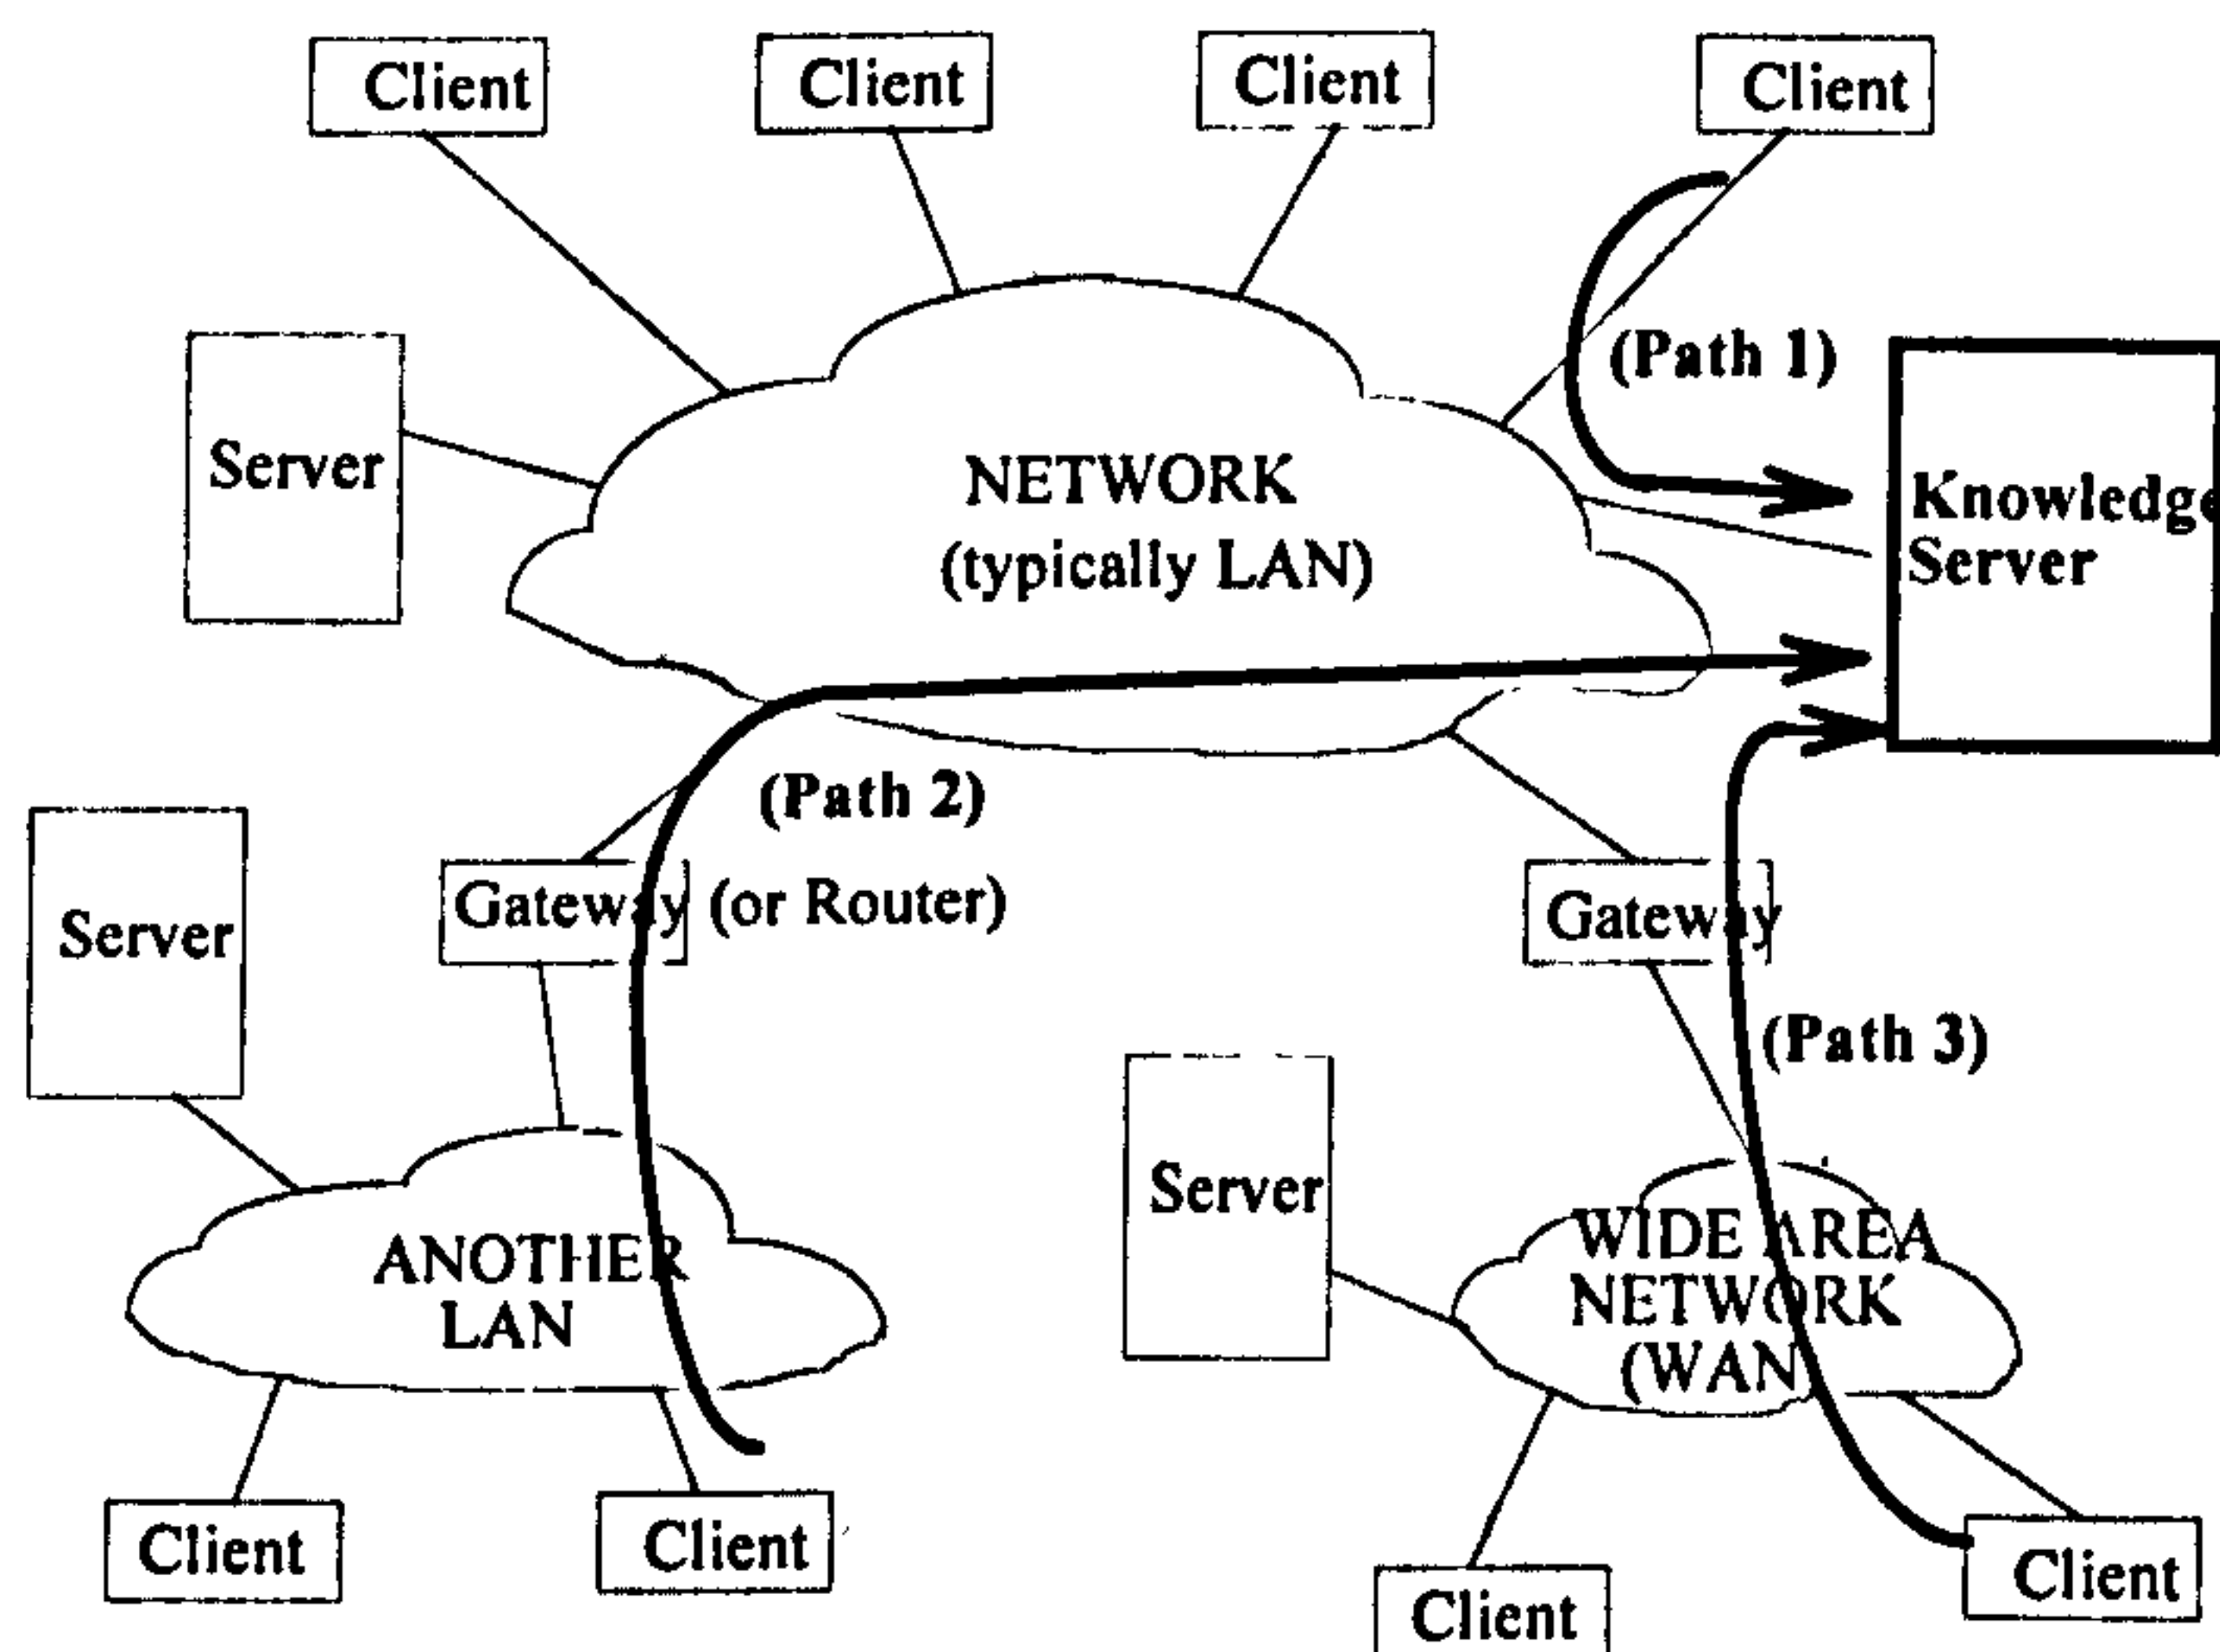 Client
Client
Client
Client
(Path 1)
Server
NETWORK
(typically LAN)
Knowledge
Server
(Path 2)
Server
Gateway (or Router)
Gateway
(Path 3)
Server
ANOTHER
LAN
WIDE AREA
NETWORK
(WAN)
Client
Client
Client
Client